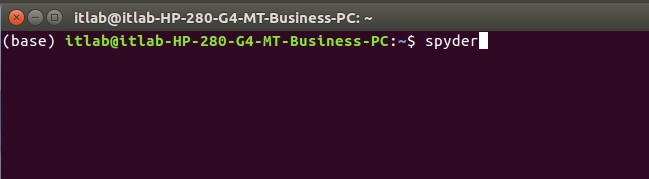 itlab@itlab-HP-280-G4-MT-Business-PC: ~
(base) itlab@itlab-HP-280-G4-MT-Business-PC:~$ spyder